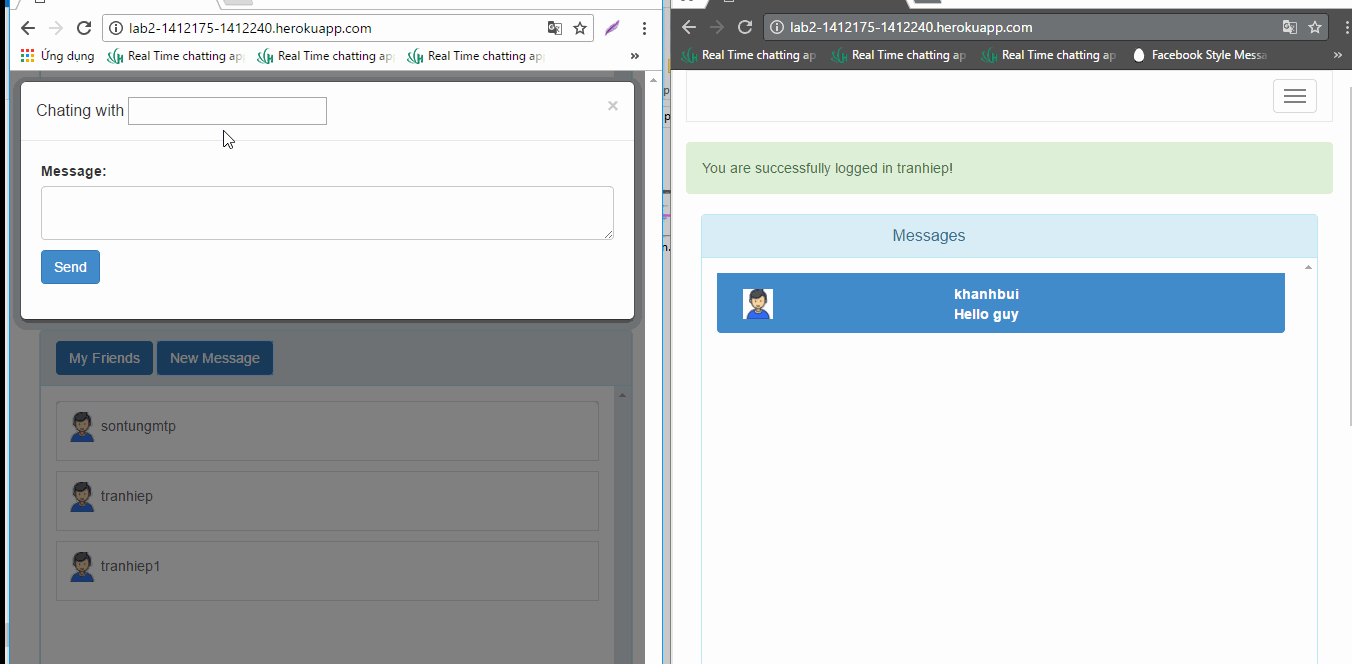 lab2-1412175-1412240.herokuapp.com
Ứng dụng
Real Time chatting ap
Real Time chatting ap
Real Time chatting ap
»
Chating with
×
Message:
Send
My Friends
New Message
sontungmtp
tranhiep
tranhiep1
lab2-1412175-1412240.herokuapp.com
Real Time chatting ap
Real Time chatting ap
Real Time chatting ap
Facebook Style Messa
»
You are successfully logged in tranhiep!
Messages
khanhbui
Hello guy